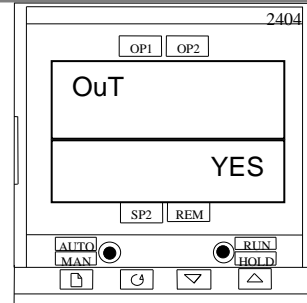 2404
OP1 OP2
OuT
YES
SP2 REM
AUTO RUN
MAN HOLD